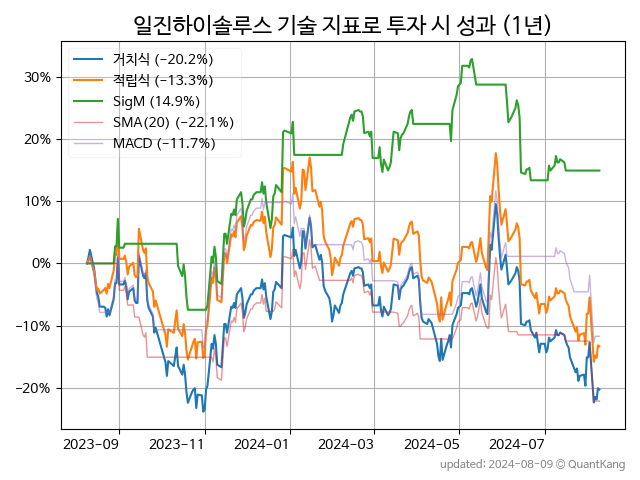 일진하이솔루스 기술 지표로 투자 시 성과 (1년)
거치식 (−20.2%)
적립식 (−13.3%)
SigM (14.9%)
SMA(20) (−22.1%)
MACD (−11.7%)
30%
20%
10%
0%
−10%
−20%
2023-09 2023-11 2024-01 2024-03 2024-05 2024-07
updated: 2024-08-09 © QuantKang